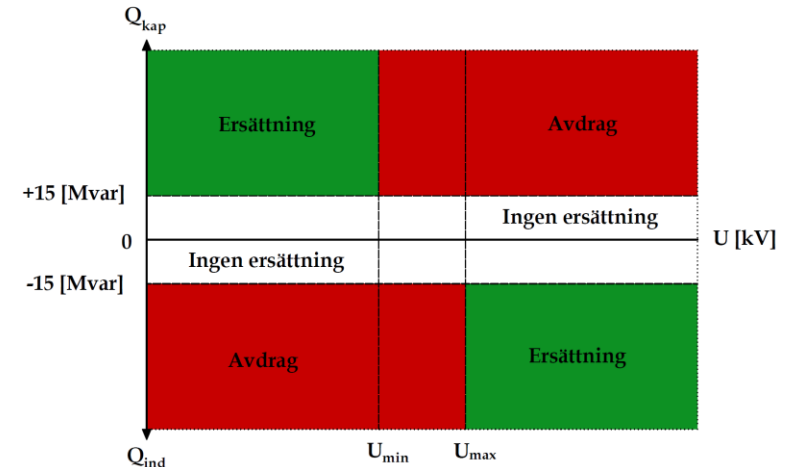 Qkap
Ersättning
Avdrag
+15 [Mvar]
Ingen ersättning
0
U [kV]
Ingen ersättning
-15 [Mvar]
Avdrag
Ersättning
Qind
Umin
Umax